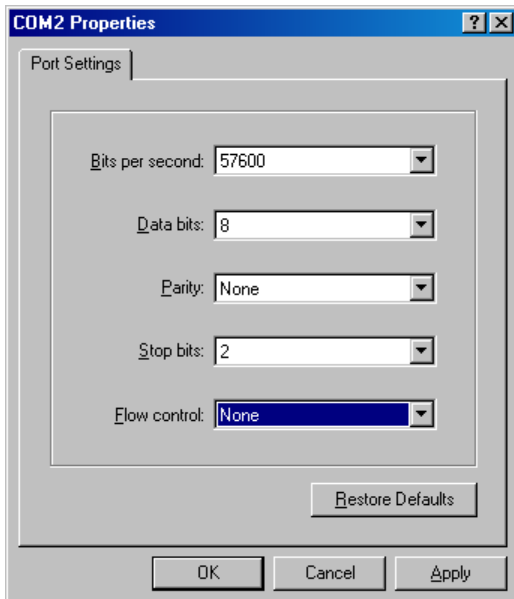 COM2 Properties
Port Settings
Bits per second: 57600
Data bits: 8
Parity: None
Stop bits: 2
Flow control: None
Restore Defaults
OK Cancel Apply